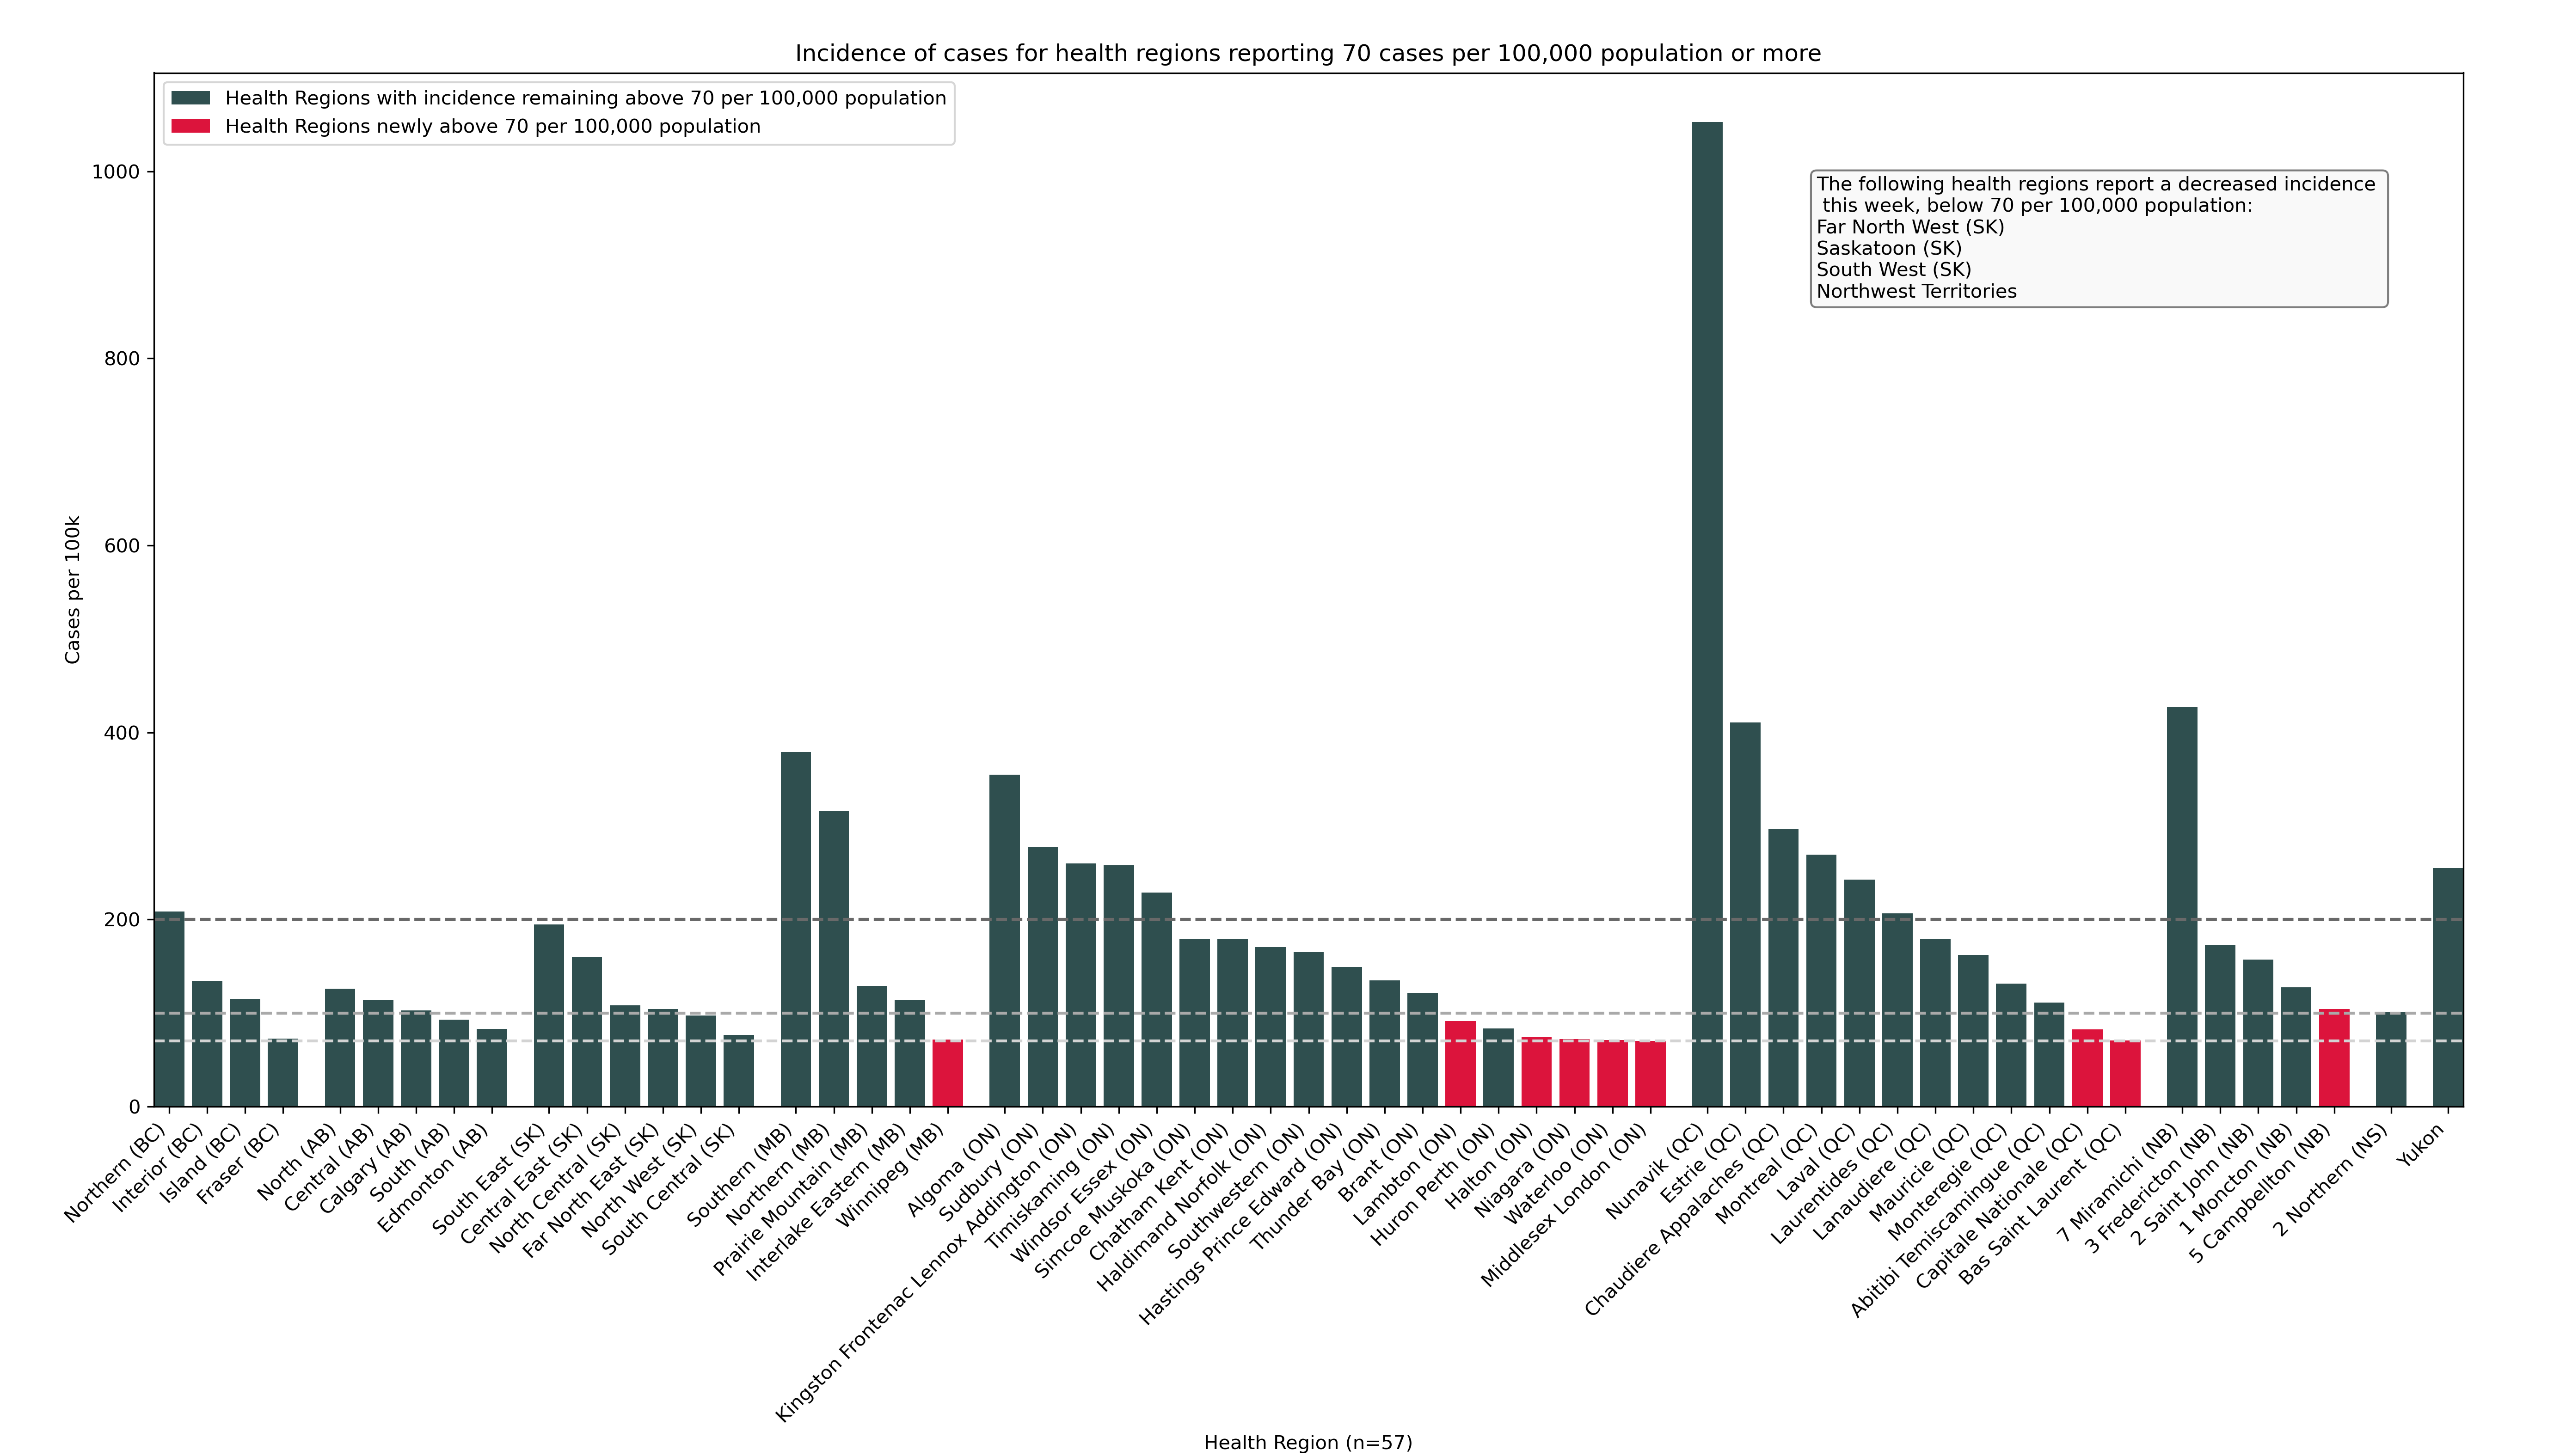 Incidence of cases for health regions reporting 70 cases per 100,000 population or more
Health Regions with incidence remaining above 70 per 100,000 population
Health Regions newly above 70 per 100,000 population
The following health regions report a decreased incidence
this week, below 70 per 100,000 population:
Far North West (SK)
Saskatoon (SK)
South West (SK)
Northwest Territories
Cases per 100k
1000
800
600
400
200
0
Northern (BC)
Interior (BC)
Island (BC)
Fraser (BC)
North (AB)
Central (AB)
Calgary (AB)
South (AB)
Edmonton (AB)
South East (SK)
Central East (SK)
North Central (SK)
Far North East (SK)
North West (SK)
South Central (SK)
Southern (MB)
Northern (MB)
Prairie Mountain (MB)
Interlake Eastern (MB)
Winnipeg (MB)
Algoma (ON)
Sudbury (ON)
Kingston Frontenac Lennox Addington (ON)
Timiskaming (ON)
Windsor Essex (ON)
Simcoe Muskoka (ON)
Chatham Kent (ON)
Haldimand Norfolk (ON)
Southwestern (ON)
Hastings Prince Edward (ON)
Thunder Bay (ON)
Brant (ON)
Lambton (ON)
Huron Perth (ON)
Halton (ON)
Niagara (ON)
Waterloo (ON)
Middlesex London (ON)
Nunavik (QC)
Estrie (QC)
Chaudiere Appalaches (QC)
Montreal (QC)
Laval (QC)
Laurentides (QC)
Lanaudiere (QC)
Mauricie (QC)
Monteregie (QC)
Abitibi Temiscamingue (QC)
Capitale Nationale (QC)
Bas Saint Laurent (QC)
7 Miramichi (NB)
3 Fredericton (NB)
2 Saint John (NB)
1 Moncton (NB)
5 Campbellton (NB)
2 Northern (NS)
Yukon
Health Region (n=57)